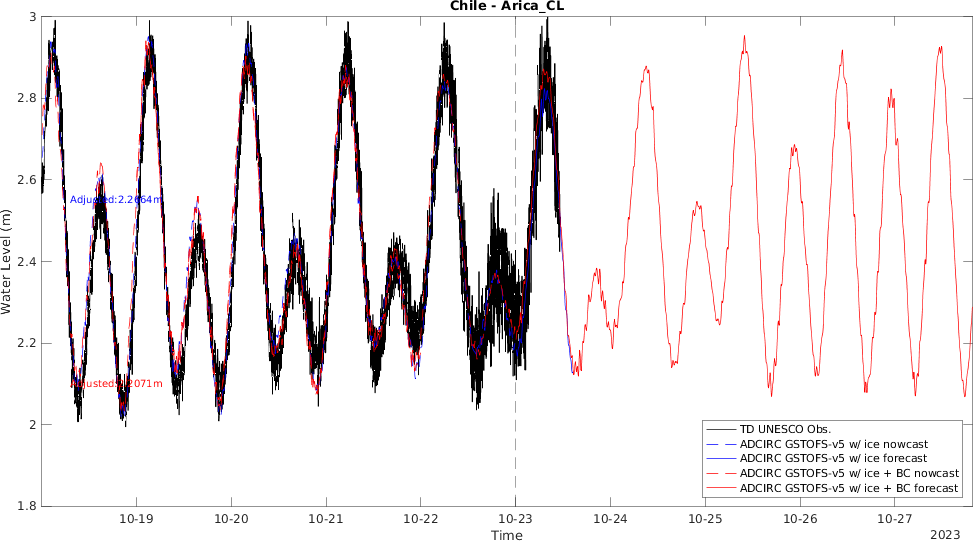 Chile - Arica_CL
3
2.8
2.6
2.4
2.2
2
1.8
Water Level (m)
Adjusted:2.2664m
TD UNESCO Obs.
ADCIRC GSTOFS-v5 w/ ice nowcast
ADCIRC GSTOFS-v5 w/ ice forecast
ADCIRC GSTOFS-v5 w/ ice + BC nowcast
ADCIRC GSTOFS-v5 w/ ice + BC forecast
10-19
10-20
10-21
10-22
10-23
10-24
10-25
10-26
10-27
Time
2023